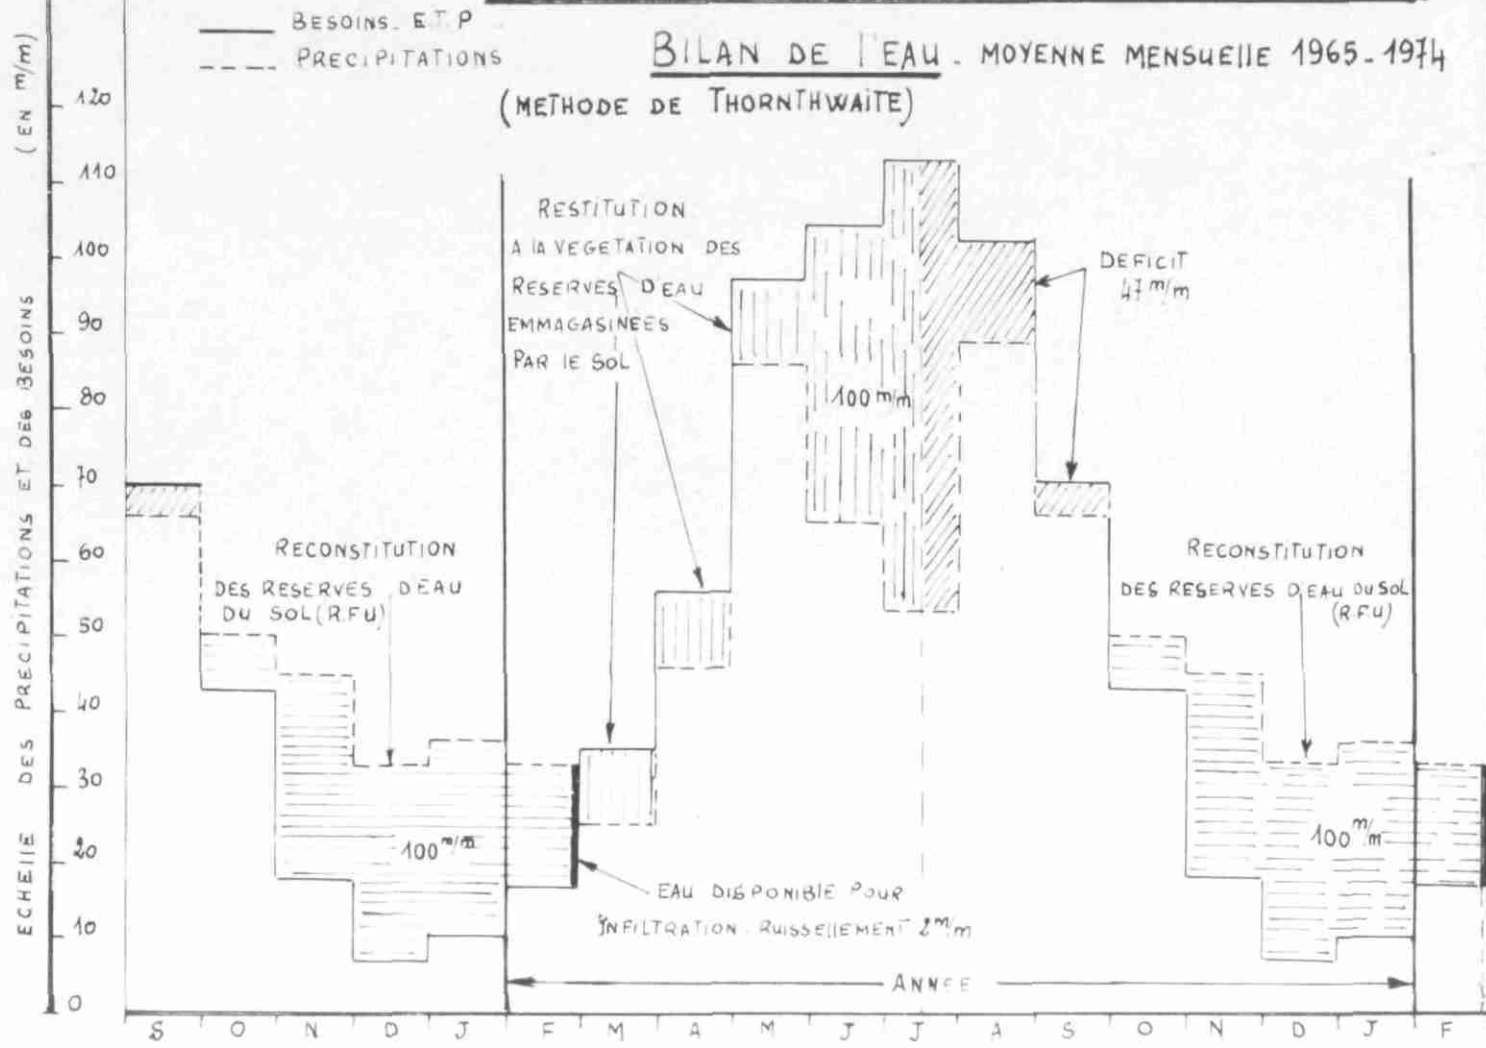 BESOINS. E.T.P
PRECIPITATIONS
BILAN DE l'EAU. MOYENNE MENSUEllE 1965-1974
(METHODE DE THORNTHWAITE)
ECHEllE DES PRECIPITATIONS ET DES BESOINS (EN m/m)
120
110
100
90
80
70
60
50
40
30
20
10
0
RESTITUTION
A lA VEGETATION DES
RESERVES D'EAU
EMMAGASINEES
PAR lE SOL
DEFICIT
47 m/m
100 m/m
RECONSTITUTION
DES RESERVES D'EAU
DU SOL (R.F.U)
RECONSTITUTION
DES RESERVES D'EAU DU SOL
(R.F.U)
100 m/m
100 m/m
EAU DISPONIBLE POUR
INFILTRATION. RUISSEllEMENT 2 m/m
ANNEE
S O N D J F M A M J J A S O N D J F